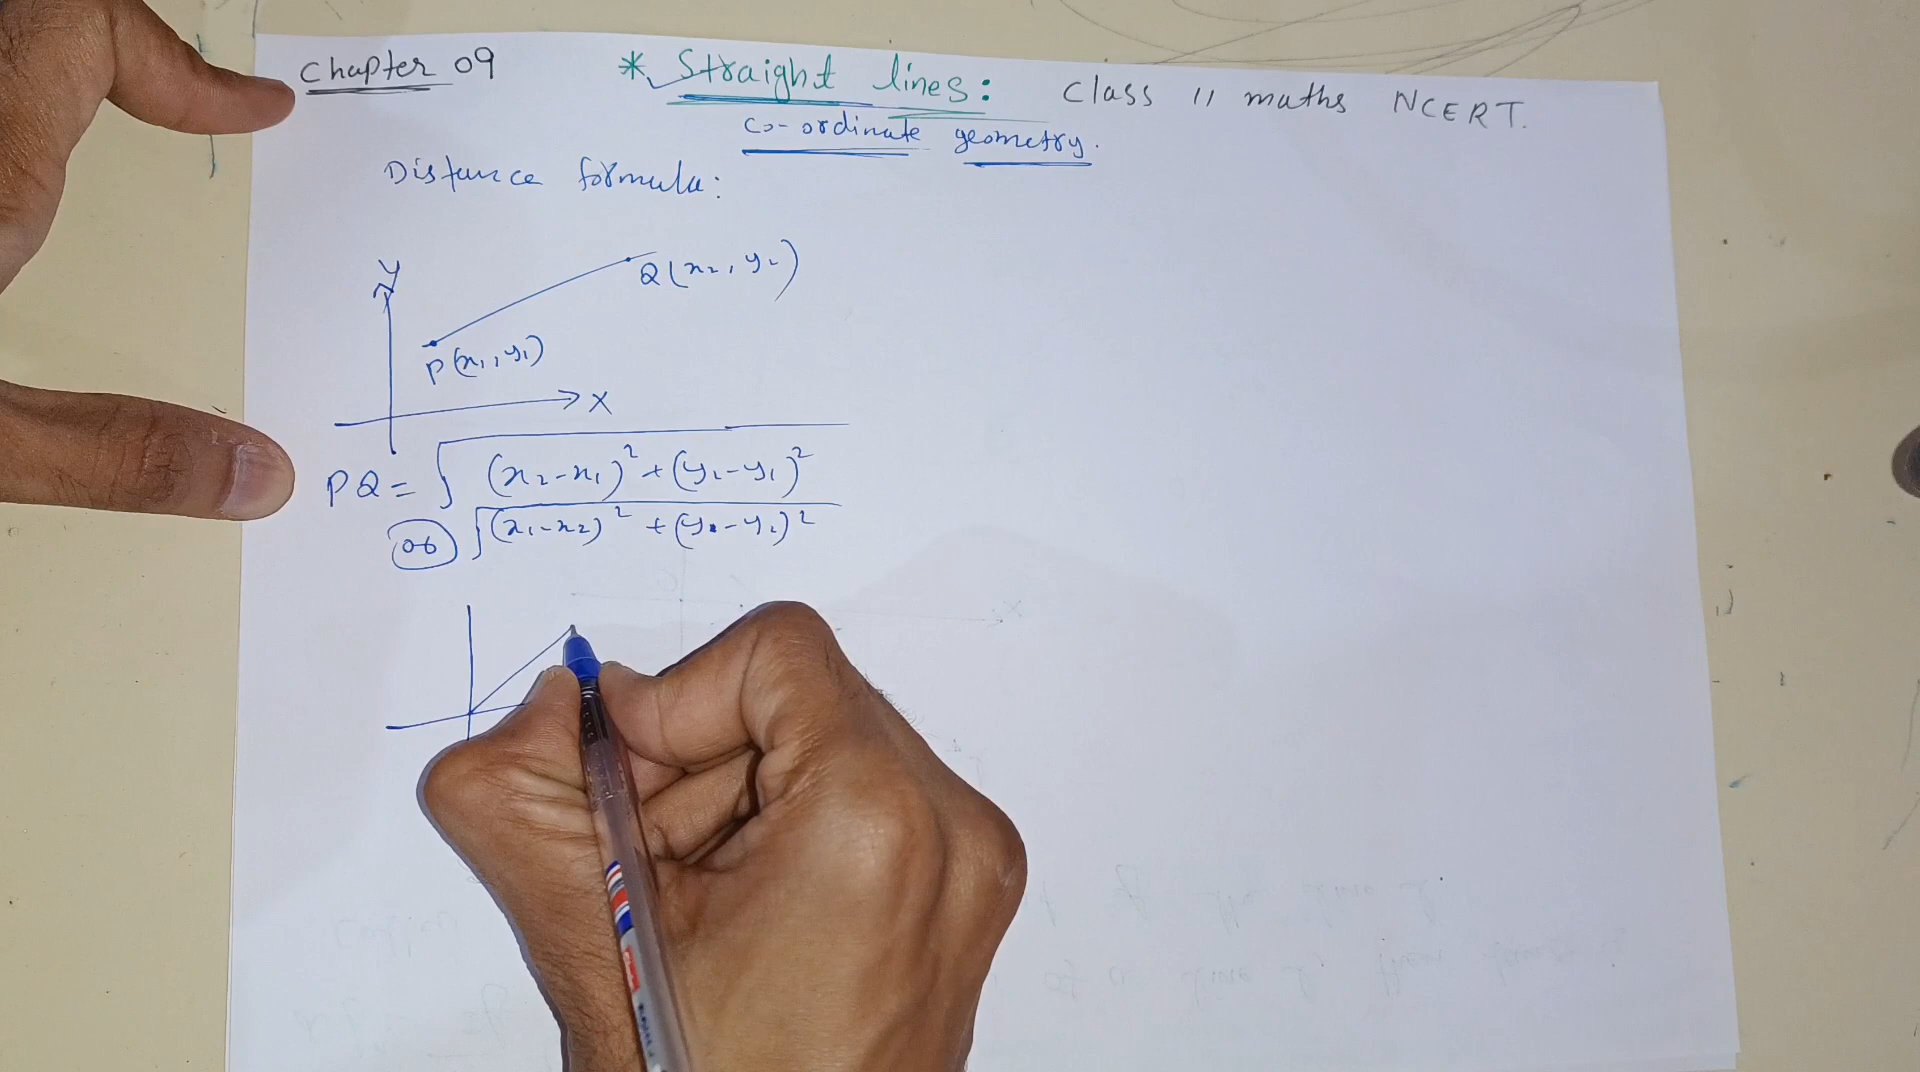 Chapter 09 * Straight lines: Class 11 maths NCERT.
Co-ordinate geometry.
Distance formula:
Y
Q(x₂, y₂)
P(x₁, y₁)
X
PQ = √(x₂-x₁)² + (y₂-y₁)²
or √(x₁-x₂)² + (y₁-y₂)²